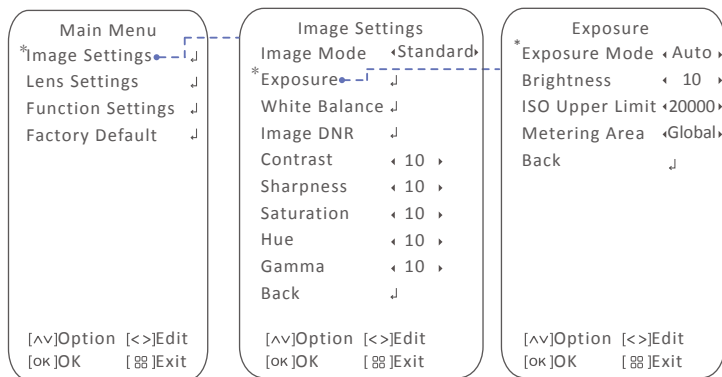 Main Menu
*Image Settings ↲
Lens Settings ↲
Function Settings ↲
Factory Default ↲
[∧∨]Option [<>]Edit
[OK]OK [⌘]Exit
Image Settings
Image Mode ◂Standard▸
*Exposure ↲
White Balance ↲
Image DNR ↲
Contrast ◂ 10 ▸
Sharpness ◂ 10 ▸
Saturation ◂ 10 ▸
Hue ◂ 10 ▸
Gamma ◂ 10 ▸
Back ↲
[∧∨]Option [<>]Edit
[OK]OK [⌘]Exit
Exposure
*Exposure Mode ◂ Auto ▸
Brightness ◂ 10 ▸
ISO Upper Limit ◂20000▸
Metering Area ◂Global▸
Back ↲
[∧∨]Option [<>]Edit
[OK]OK [⌘]Exit